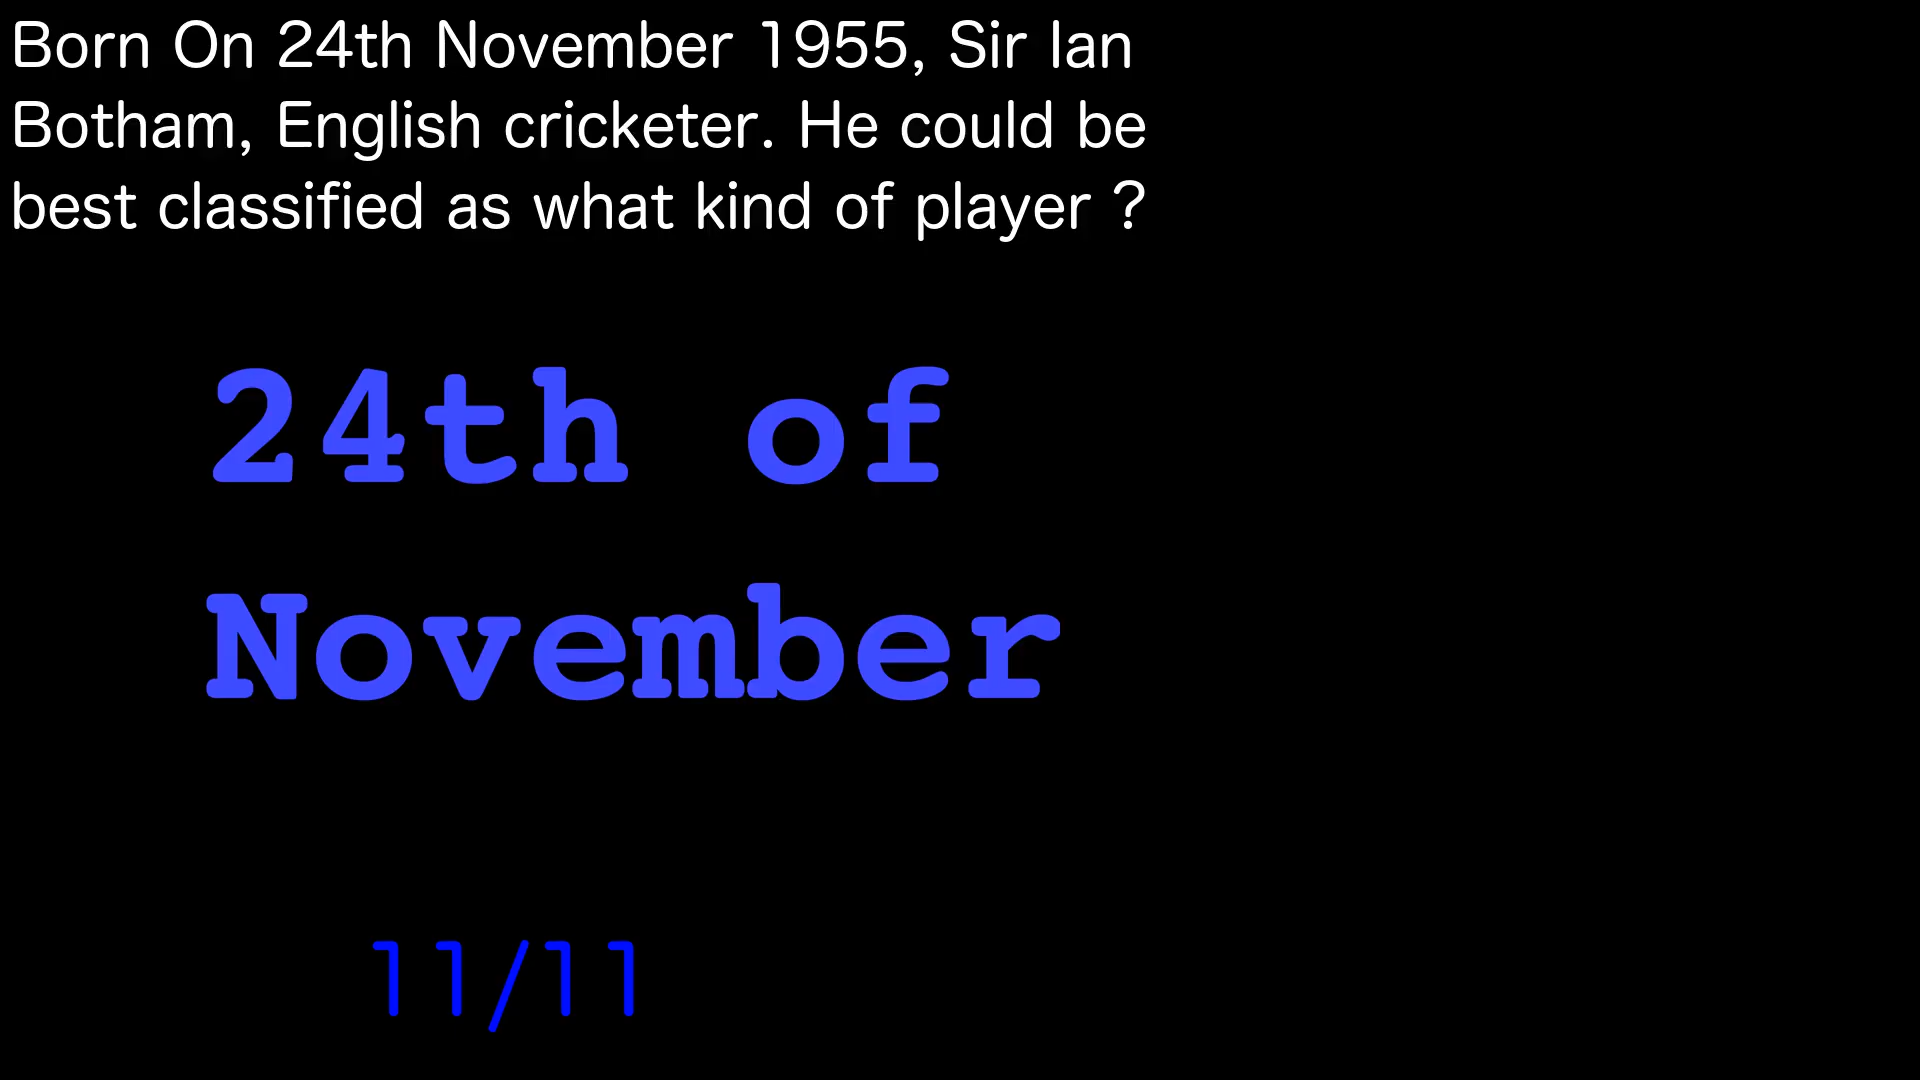 Born On 24th November 1955, Sir Ian
Botham, English cricketer. He could be
best classified as what kind of player ?
24th of
November
11/11